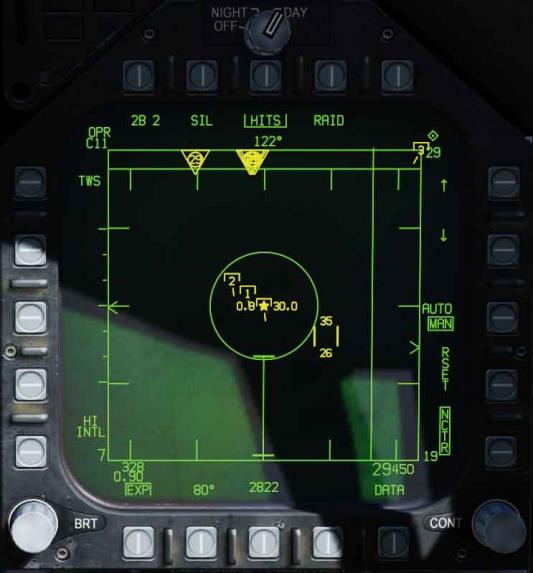 NIGHT DAY
OFF
2B 2 SIL HITS RAID
OPR
C11
122°
29
3 29
TWS
2
1
0.8 30.0
AUTO
MAN
35
26
RSET
HI
INTL
NCTR
7
19
328
0.90
29450
EXP 80° 2822 DATA
BRT
CONT